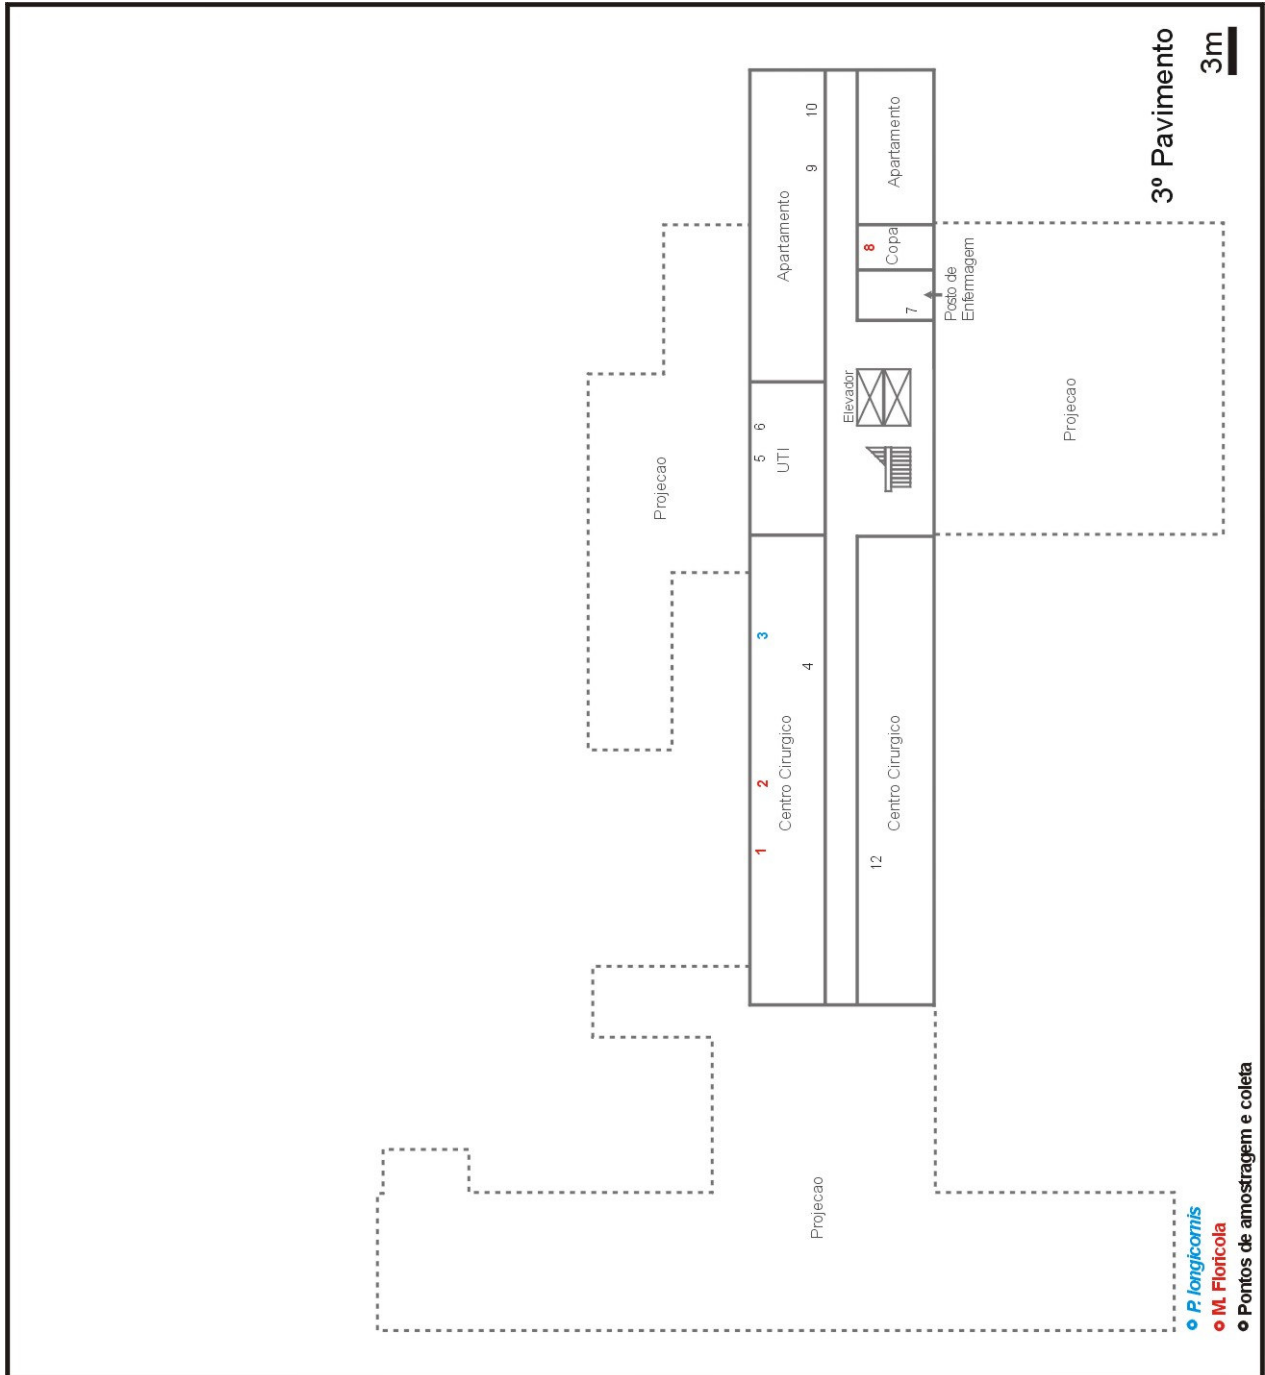 3º Pavimento
3m
10
9
Apartamento
Apartamento
8
Copa
7
Posto de
Enfermagem
Elevador
6
5
UTI
Projecao
Projecao
3
4
2
1
Centro Cirurgico
Centro Cirurgico
12
Projecao
P. longicornis
M. Floricola
Pontos de amostragem e coleta